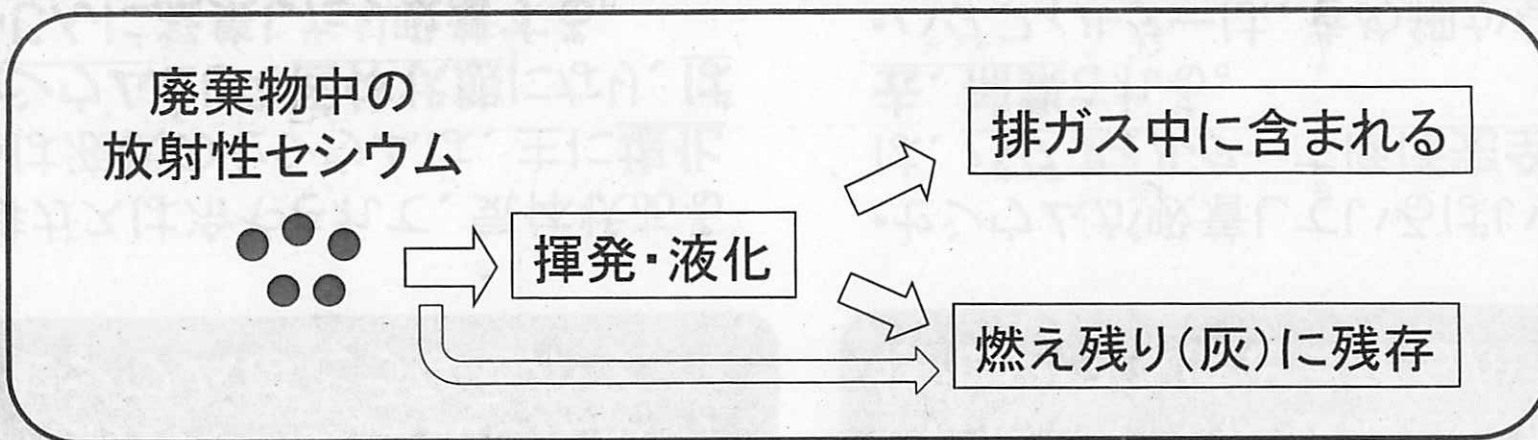 廃棄物中の
放射性セシウム
排ガス中に含まれる
揮発・液化
燃え残り(灰)に残存